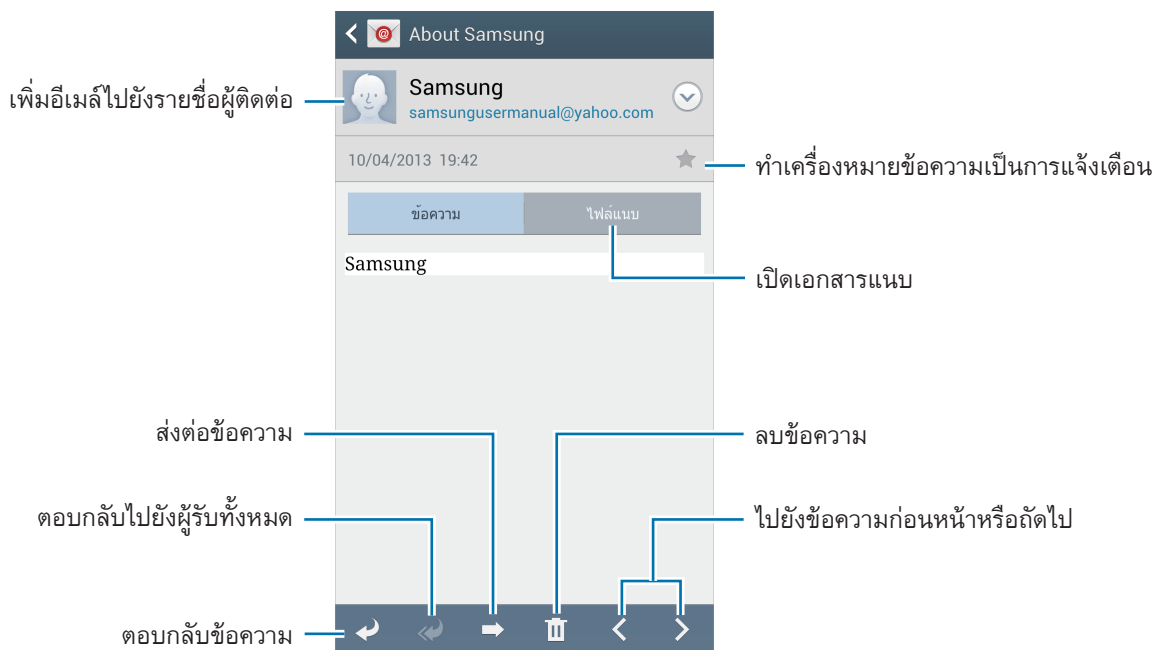 About Samsung
เพิ่มอีเมล์ไปยังรายชื่อผู้ติดต่อ
Samsung
samsungusermanual@yahoo.com
10/04/2013 19:42
ทำเครื่องหมายข้อความเป็นการแจ้งเตือน
ข้อความ
ไฟล์แนบ
Samsung
เปิดเอกสารแนบ
ส่งต่อข้อความ
ลบข้อความ
ตอบกลับไปยังผู้รับทั้งหมด
ไปยังข้อความก่อนหน้าหรือถัดไป
ตอบกลับข้อความ